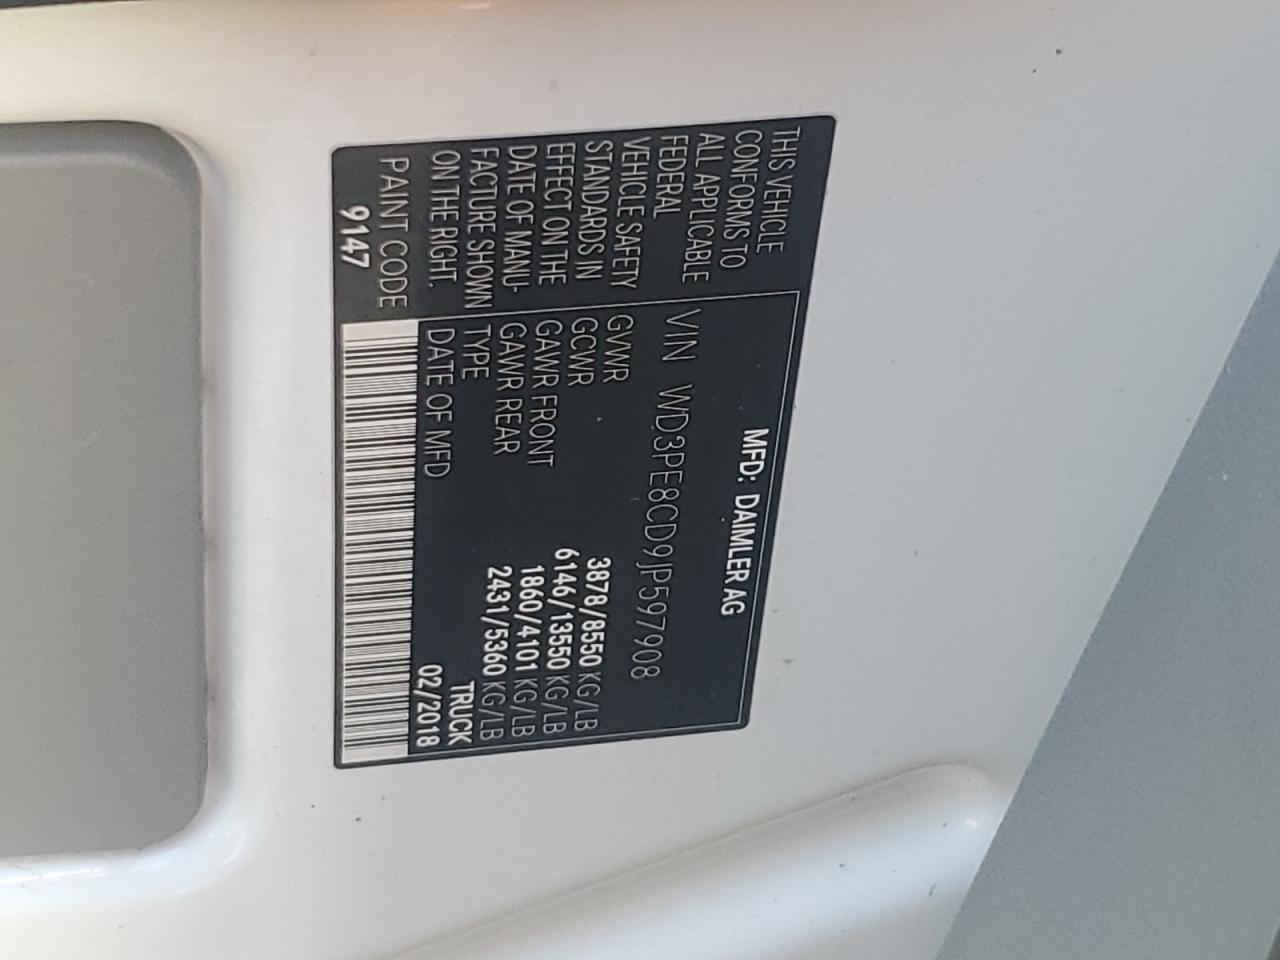 MFD: DAIMLER AG
THIS VEHICLE
CONFORMS TO
ALL APPLICABLE
FEDERAL
VEHICLE SAFETY
STANDARDS IN
EFFECT ON THE
DATE OF MANU-
FACTURE SHOWN
ON THE RIGHT.
PAINT CODE
9147
VIN WD3PE8CD9JP597908
GVWR 3878/8550 KG/LB
GCWR 6146/13550 KG/LB
GAWR FRONT 1860/4101 KG/LB
GAWR REAR 2431/5360 KG/LB
TYPE TRUCK
DATE OF MFD 02/2018